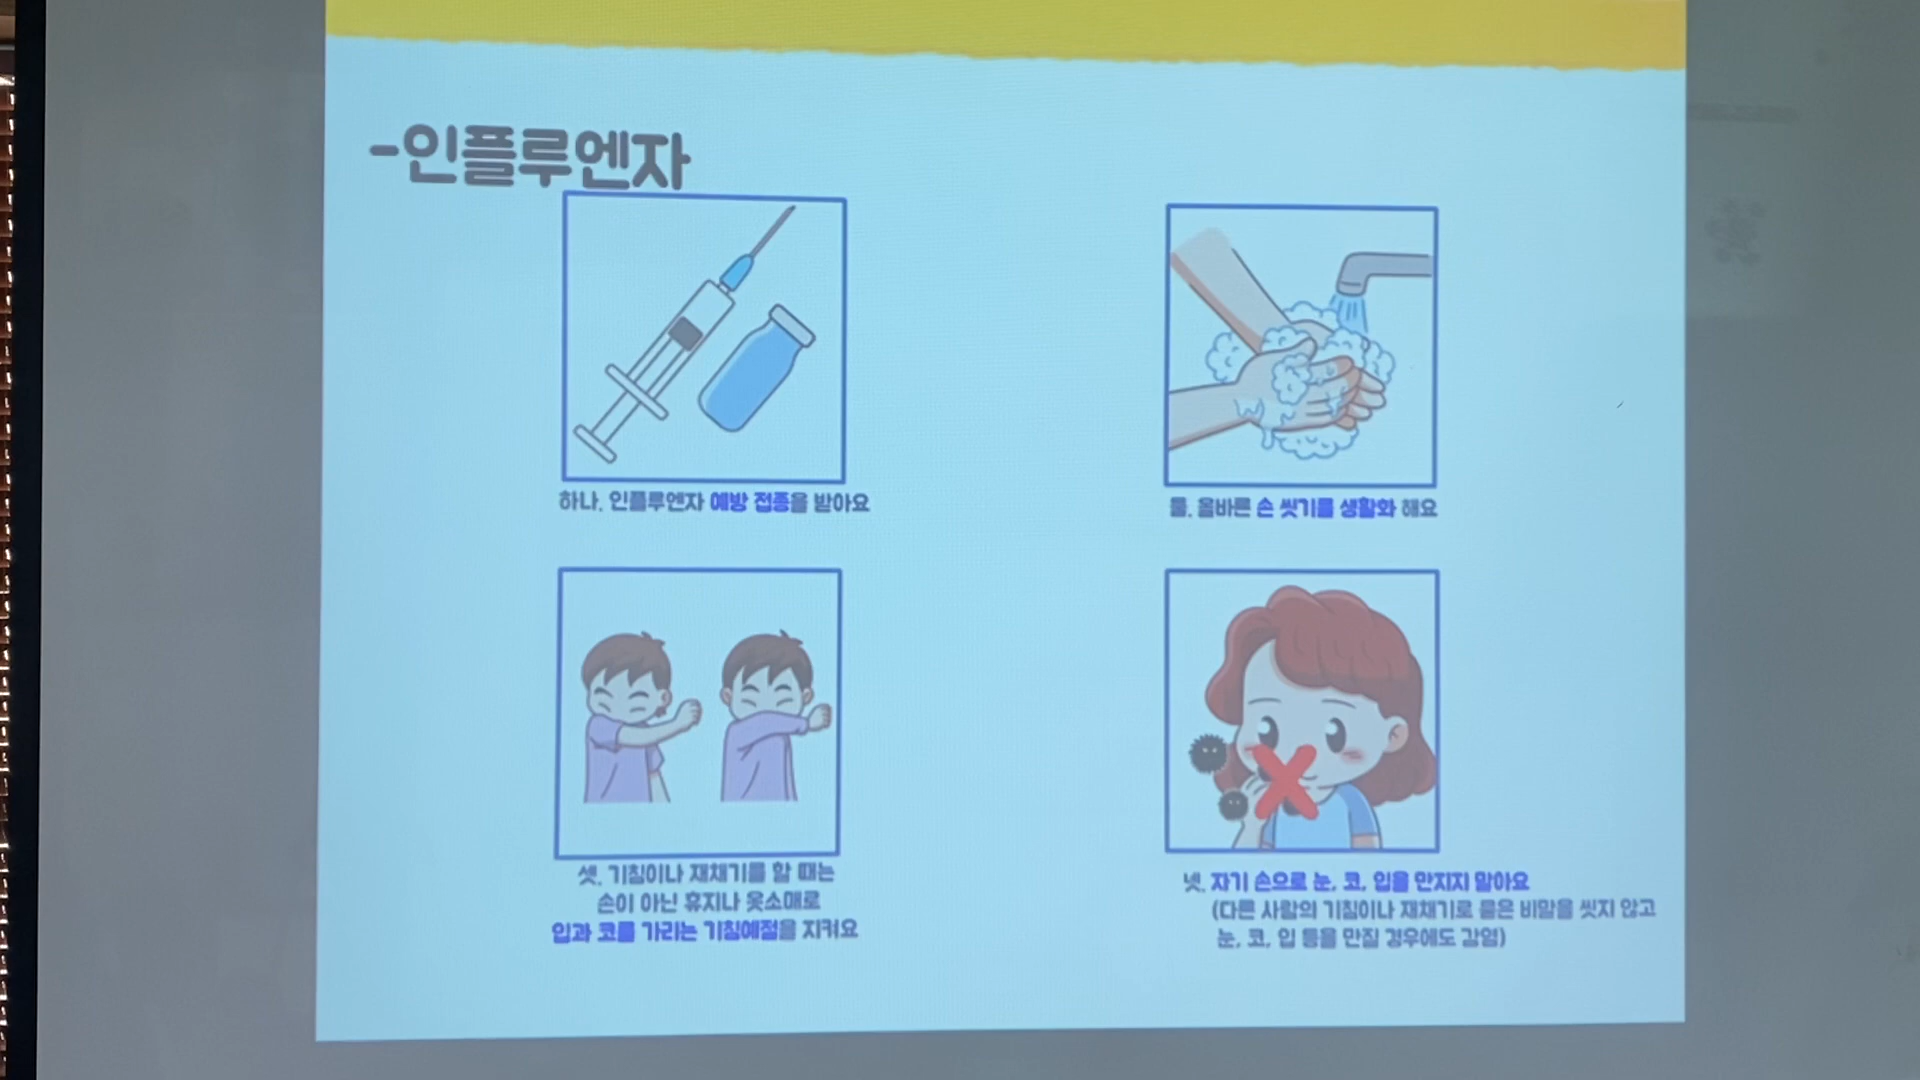 -인플루엔자
하나. 인플루엔자 예방 접종을 받아요
둘. 올바른 손 씻기를 생활화 해요
셋. 기침이나 재채기를 할 때는
손이 아닌 휴지나 옷소매로
입과 코를 가리는 기침예절을 지켜요
넷. 자기 손으로 눈, 코, 입을 만지지 말아요
(다른 사람의 기침이나 재채기로 묻은 비말을 씻지 않고
눈, 코, 입 등을 만질 경우에도 감염)